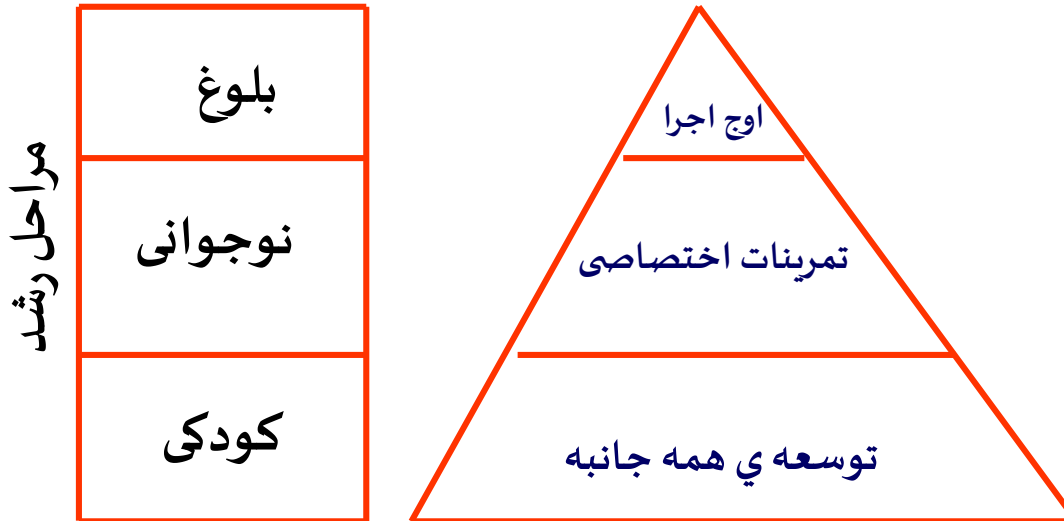 مراحل رشد
بلوغ
نوجوانی
کودکی
اوج اجرا
تمرینات اختصاصی
توسعه ي همه جانبه